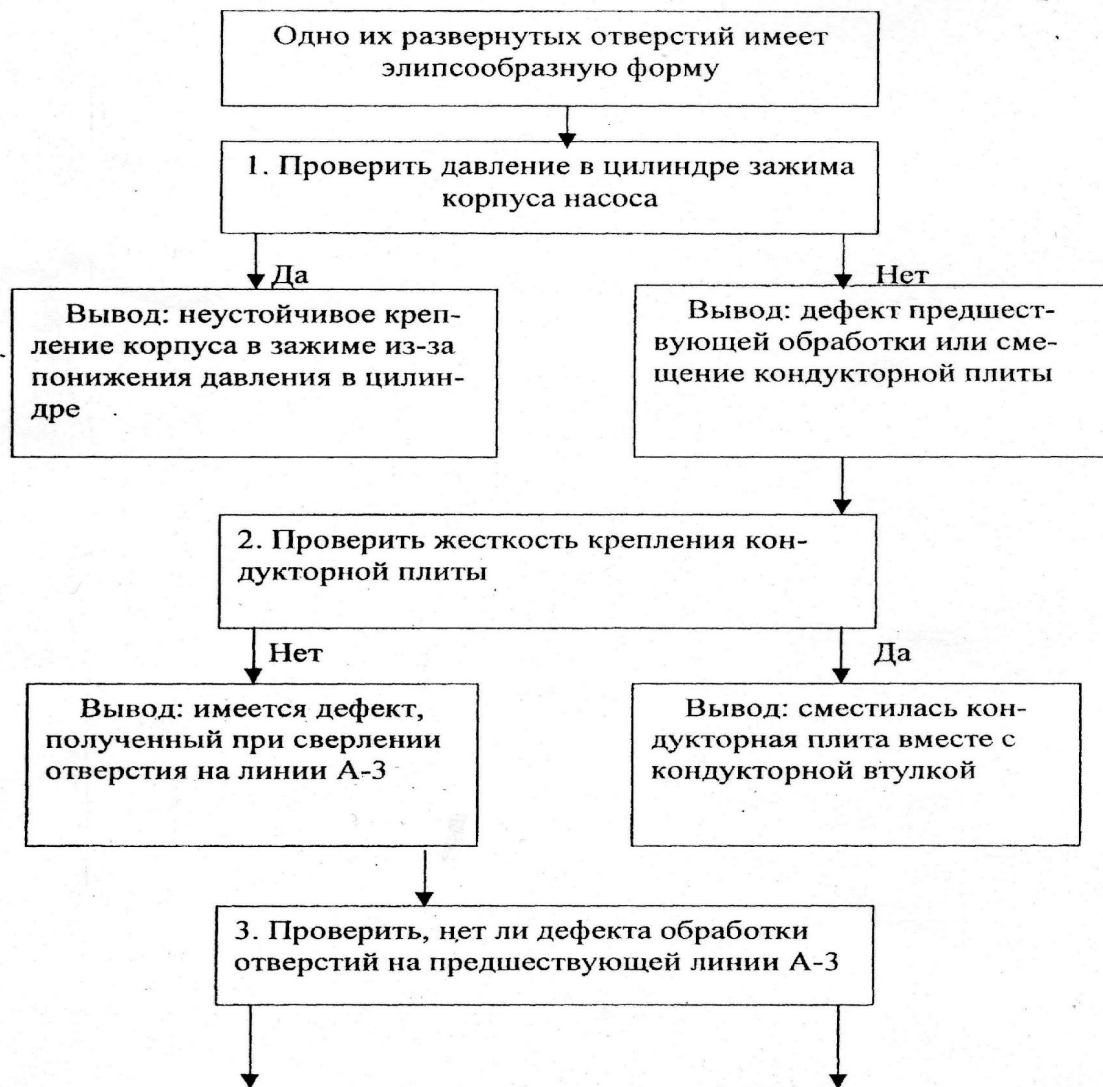 Одно их развернутых отверстий имеет
элипсообразную форму
1. Проверить давление в цилиндре зажима
корпуса насоса
Да
Нет
Вывод: неустойчивое креп-
ление корпуса в зажиме из-за
понижения давления в цилин-
дре
Вывод: дефект предшест-
вующей обработки или сме-
щение кондукторной плиты
2. Проверить жесткость крепления кон-
дукторной плиты
Нет
Да
Вывод: имеется дефект,
полученный при сверлении
отверстия на линии А-3
Вывод: сместилась кон-
дукторная плита вместе с
кондукторной втулкой
3. Проверить, нет ли дефекта обработки
отверстий на предшествующей линии А-3